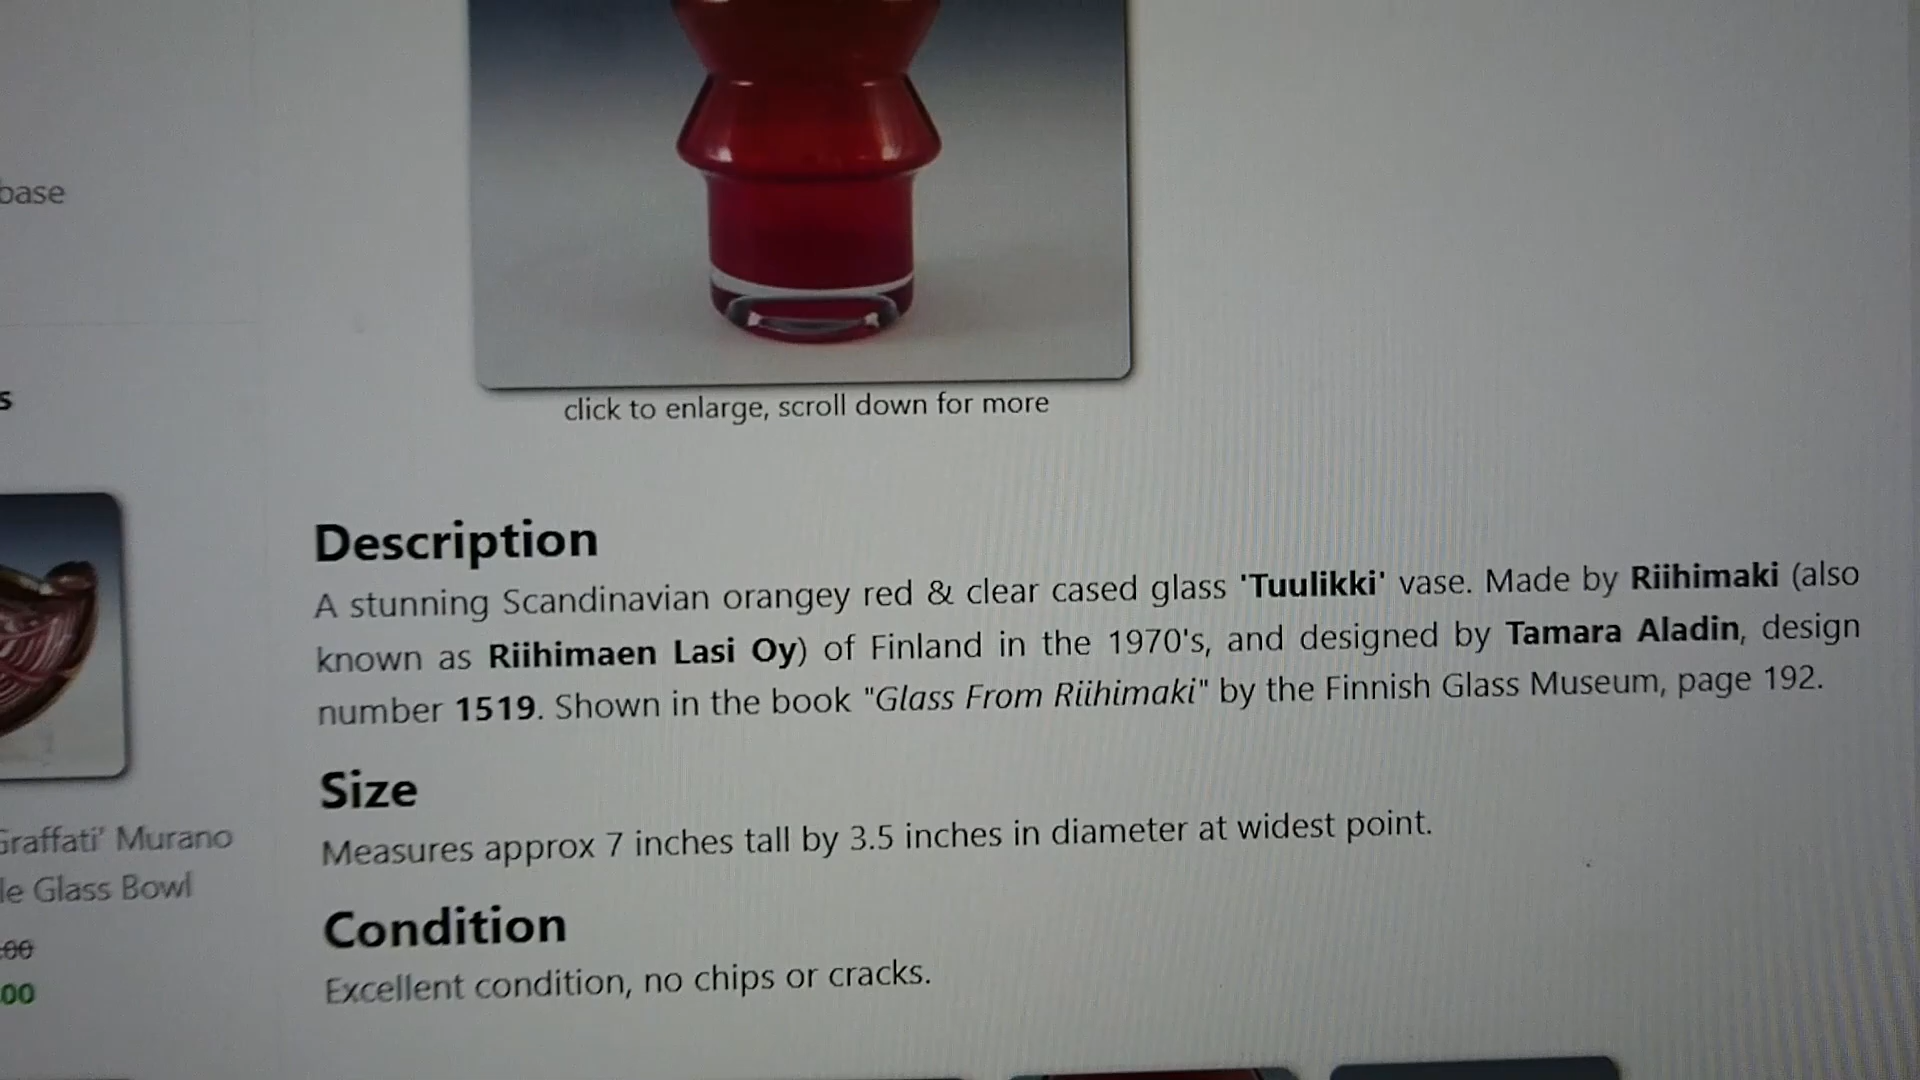 base
s
click to enlarge, scroll down for more
Description
A stunning Scandinavian orangey red & clear cased glass 'Tuulikki' vase. Made by Riihimaki (also
known as Riihimaen Lasi Oy) of Finland in the 1970's, and designed by Tamara Aladin, design
number 1519. Shown in the book "Glass From Riihimaki" by the Finnish Glass Museum, page 192.
Size
Measures approx 7 inches tall by 3.5 inches in diameter at widest point.
Condition
Excellent condition, no chips or cracks.
Graffati' Murano
le Glass Bowl
.00
.00